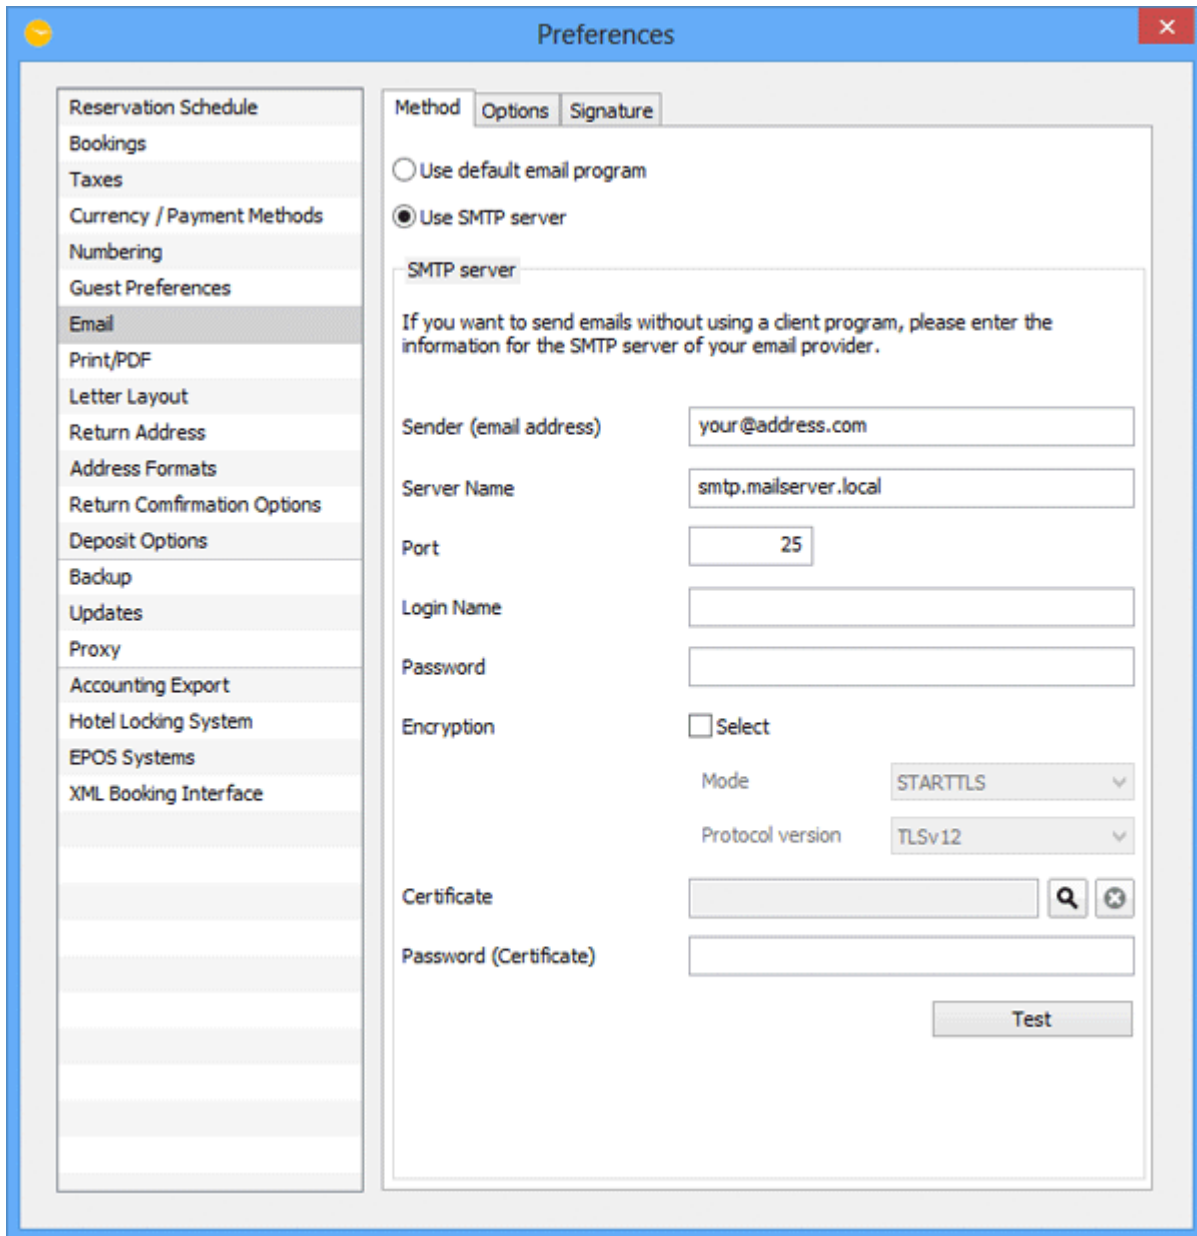 Preferences
Reservation Schedule
Bookings
Taxes
Currency / Payment Methods
Numbering
Guest Preferences
Email
Print/PDF
Letter Layout
Return Address
Address Formats
Return Comfirmation Options
Deposit Options
Backup
Updates
Proxy
Accounting Export
Hotel Locking System
EPOS Systems
XML Booking Interface
Method Options Signature
Use default email program
Use SMTP server
SMTP server
If you want to send emails without using a client program, please enter the
information for the SMTP server of your email provider.
Sender (email address) your@address.com
Server Name smtp.mailserver.local
Port 25
Login Name
Password
Encryption Select
Mode STARTTLS
Protocol version TLSv12
Certificate
Password (Certificate)
Test